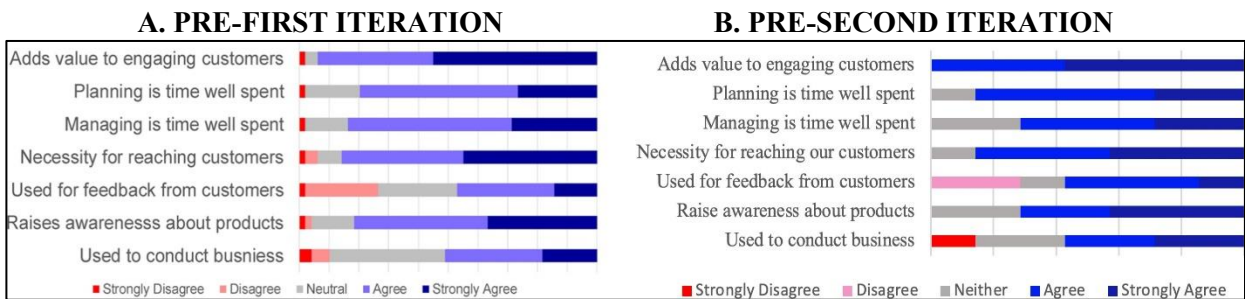 A. PRE-FIRST ITERATION
Adds value to engaging customers
Planning is time well spent
Managing is time well spent
Necessity for reaching customers
Used for feedback from customers
Raises awarenesss about products
Used to conduct busniess
Strongly Disagree Disagree Neutral Agree Strongly Agree
B. PRE-SECOND ITERATION
Adds value to engaging customers
Planning is time well spent
Managing is time well spent
Necessity for reaching our customers
Used for feedback from customers
Raise awareness about products
Used to conduct business
Strongly Disagree Disagree Neither Agree Strongly Agree